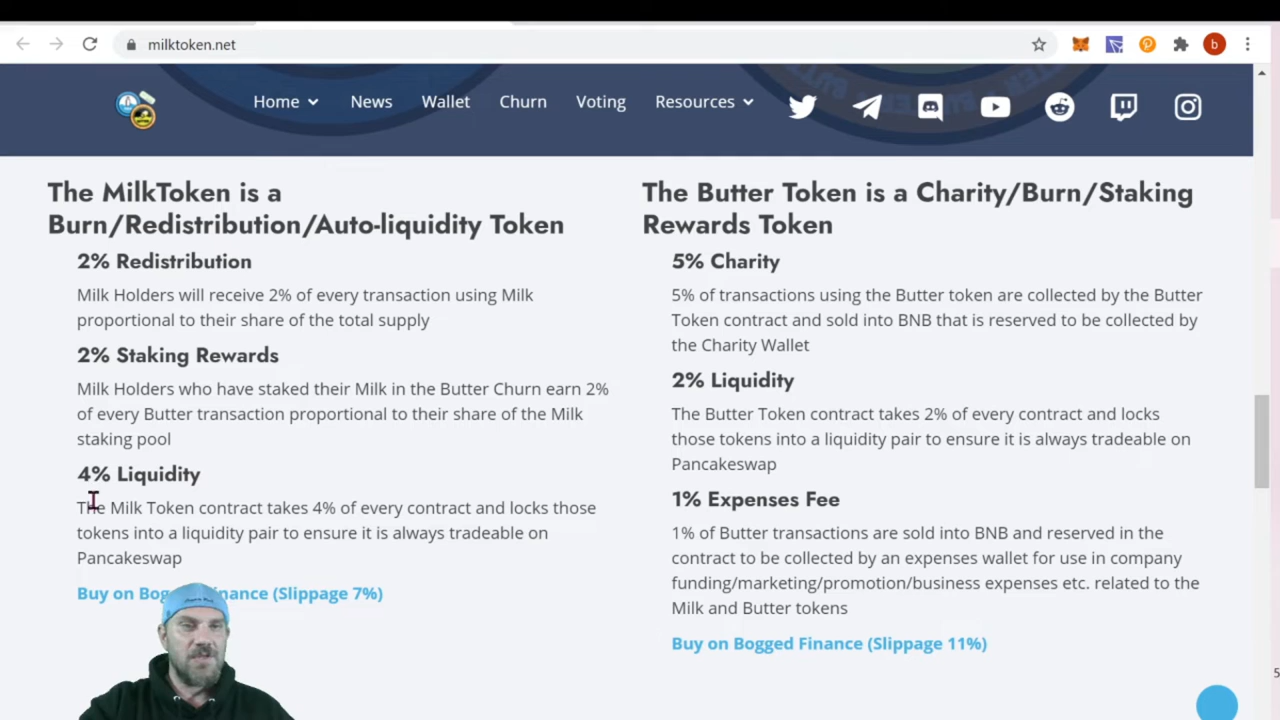 milktoken.net
b
Home
News
Wallet
Churn
Voting
Resources
The MilkToken is a
Burn/Redistribution/Auto-liquidity Token
2% Redistribution
Milk Holders will receive 2% of every transaction using Milk
proportional to their share of the total supply
2% Staking Rewards
Milk Holders who have staked their Milk in the Butter Churn earn 2%
of every Butter transaction proportional to their share of the Milk
staking pool
4% Liquidity
The Milk Token contract takes 4% of every contract and locks those
tokens into a liquidity pair to ensure it is always tradeable on
Pancakeswap
Buy on Bog nance (Slippage 7%)
The Butter Token is a Charity/Burn/Staking
Rewards Token
5% Charity
5% of transactions using the Butter token are collected by the Butter
Token contract and sold into BNB that is reserved to be collected by
the Charity Wallet
2% Liquidity
The Butter Token contract takes 2% of every contract and locks
those tokens into a liquidity pair to ensure it is always tradeable on
Pancakeswap
1% Expenses Fee
1% of Butter transactions are sold into BNB and reserved in the
contract to be collected by an expenses wallet for use in company
funding/marketing/promotion/business expenses etc. related to the
Milk and Butter tokens
Buy on Bogged Finance (Slippage 11%)
5